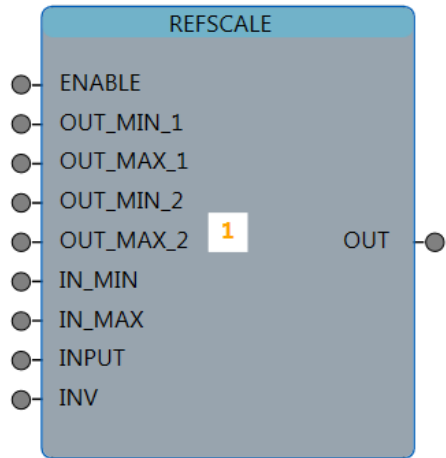 REFSCALE
ENABLE
OUT_MIN_1
OUT_MAX_1
OUT_MIN_2
OUT_MAX_2 1 OUT
IN_MIN
IN_MAX
INPUT
INV